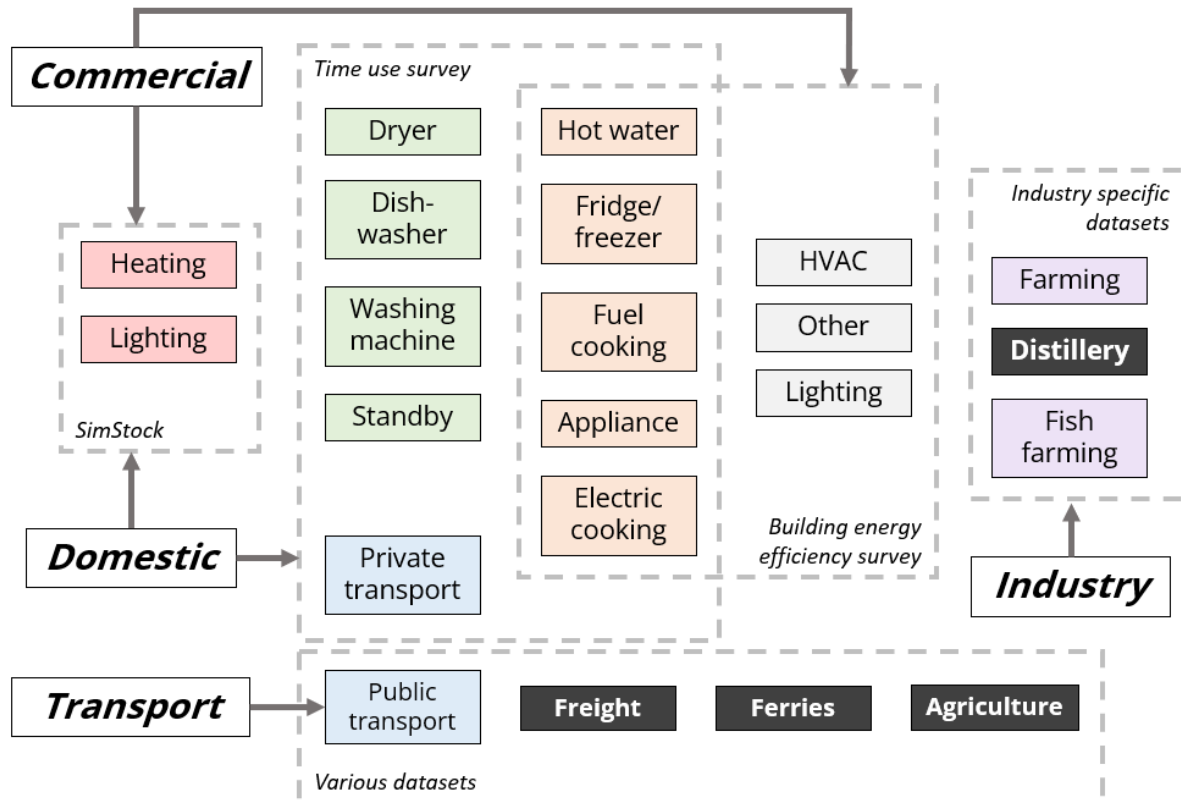 Commercial
Time use survey
Dryer
Dish-
washer
Washing
machine
Standby
Private
transport
Hot water
Fridge/
freezer
Fuel
cooking
Appliance
Electric
cooking
HVAC
Other
Lighting
Building energy
efficiency survey
Industry specific
datasets
Farming
Distillery
Fish
farming
Industry
Heating
Lighting
SimStock
Domestic
Transport
Public
transport
Freight
Ferries
Agriculture
Various datasets